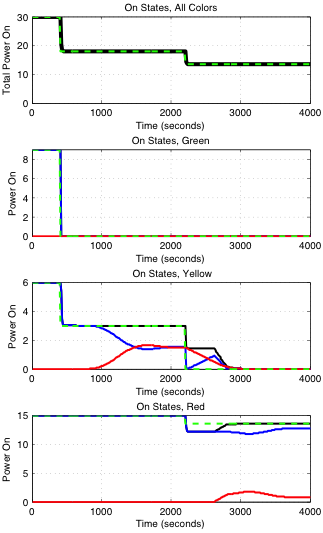 On States, All Colors
30
20
10
0
Total Power On
0 1000 2000 3000 4000
Time (seconds)
On States, Green
8
6
4
2
0
Power On
0 1000 2000 3000 4000
Time (seconds)
On States, Yellow
6
4
2
0
Power On
0 1000 2000 3000 4000
Time (seconds)
On States, Red
15
10
5
0
Power On
0 1000 2000 3000 4000
Time (seconds)